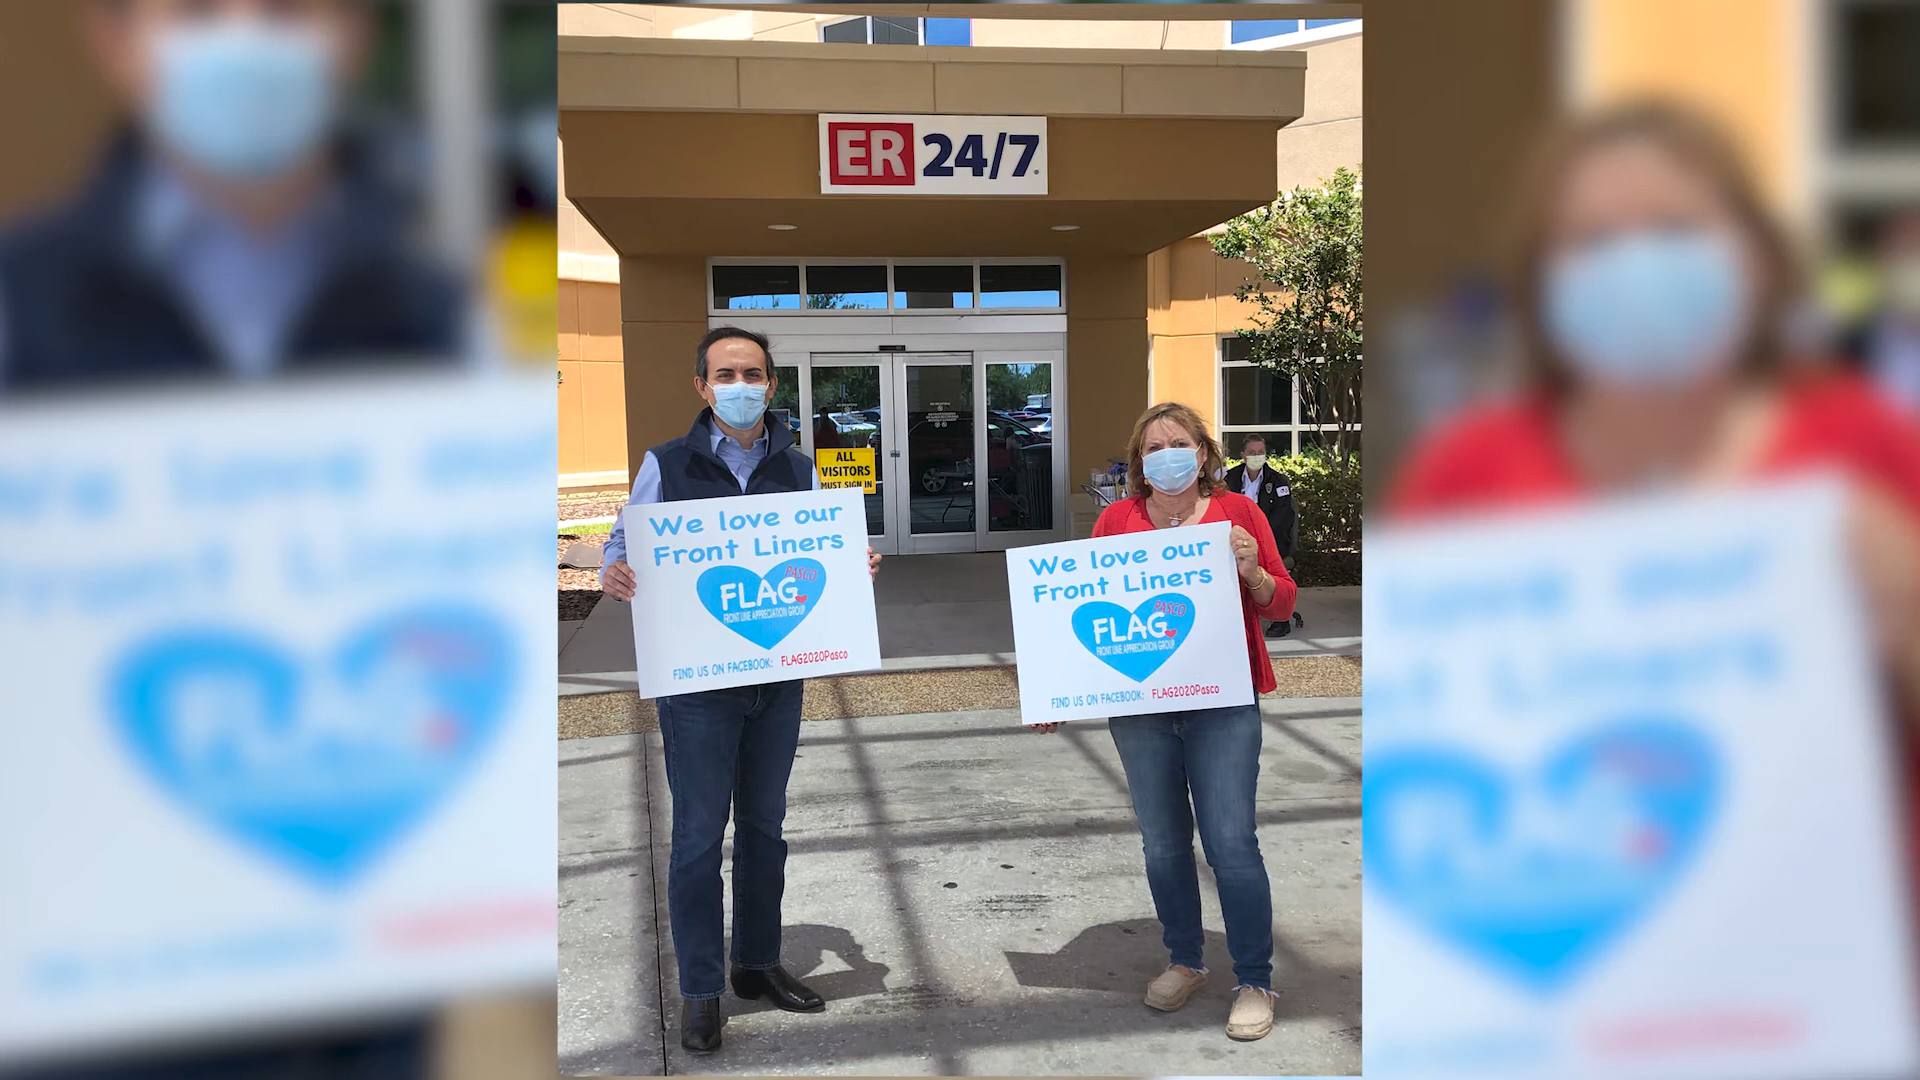 ER 24/7
ALL
VISITORS
MUST SIGN IN
We love our
Front Liners
PASCO
FLAG
FRONT LINE APPRECIATION GROUP
FIND US ON FACEBOOK: FLAG2020Pasco
We love our
Front Liners
PASCO
FLAG
FRONT LINE APPRECIATION GROUP
FIND US ON FACEBOOK: FLAG2020Pasco